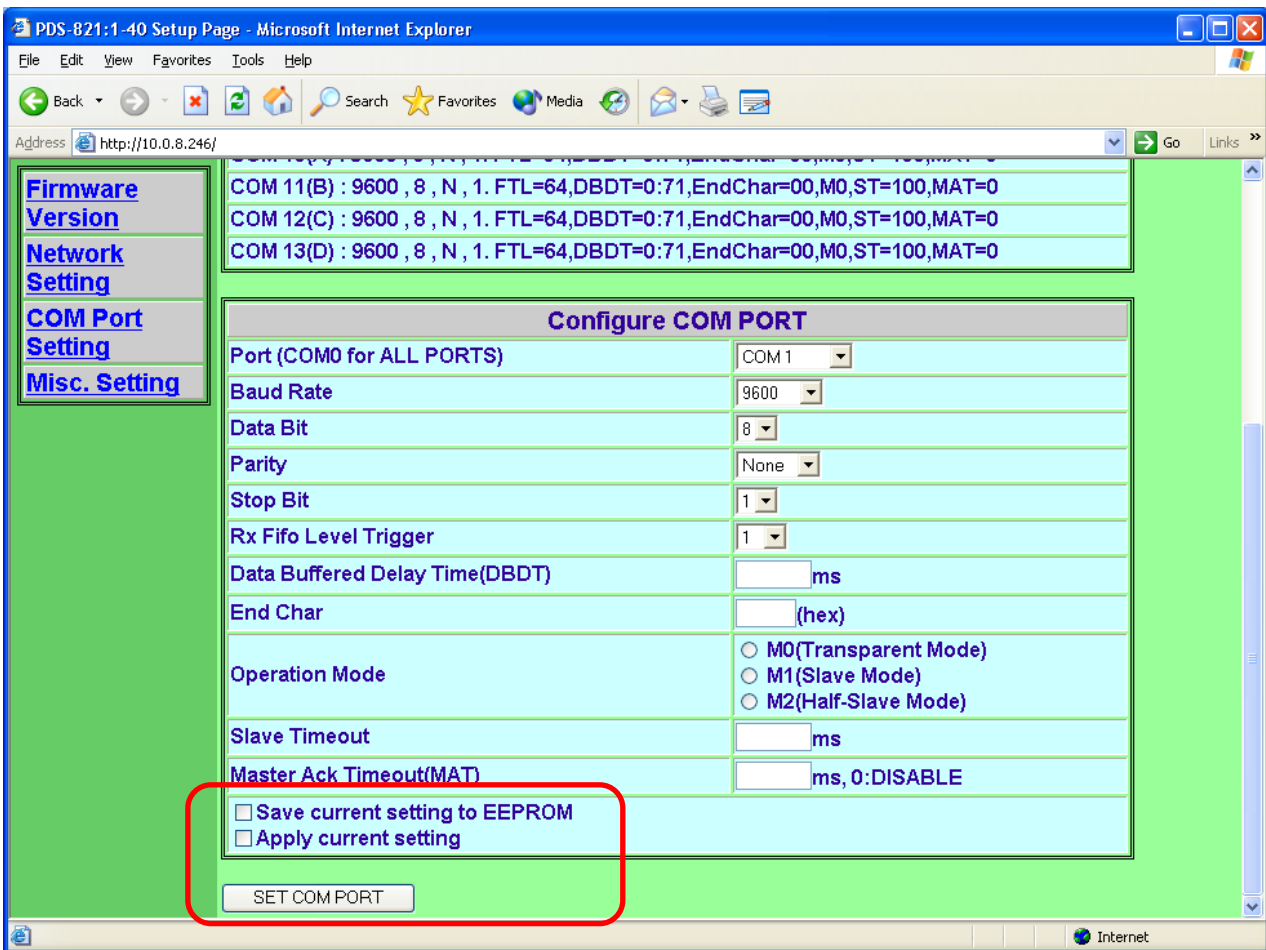 PDS-821:1-40 Setup Page - Microsoft Internet Explorer
File Edit View Favorites Tools Help
Back Search Favorites Media
Address http://10.0.8.246/ Go Links »
Firmware
Version
Network
Setting
COM Port
Setting
Misc. Setting
COM 11(B) : 9600 , 8 , N , 1. FTL=64,DBDT=0:71,EndChar=00,M0,ST=100,MAT=0
COM 12(C) : 9600 , 8 , N , 1. FTL=64,DBDT=0:71,EndChar=00,M0,ST=100,MAT=0
COM 13(D) : 9600 , 8 , N , 1. FTL=64,DBDT=0:71,EndChar=00,M0,ST=100,MAT=0
Configure COM PORT
Port (COM0 for ALL PORTS) COM 1
Baud Rate 9600
Data Bit 8
Parity None
Stop Bit 1
Rx Fifo Level Trigger 1
Data Buffered Delay Time(DBDT) ms
End Char (hex)
Operation Mode
M0(Transparent Mode)
M1(Slave Mode)
M2(Half-Slave Mode)
Slave Timeout ms
Master Ack Timeout(MAT) ms, 0:DISABLE
Save current setting to EEPROM
Apply current setting
SET COM PORT
Internet